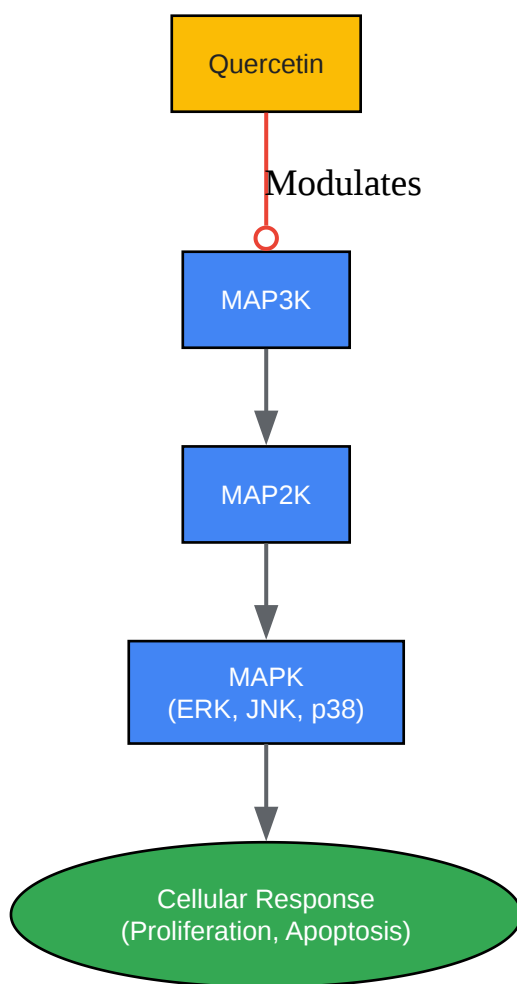 Quercetin
Modulates
MAP3K
MAP2K
MAPK
(ERK, JNK, p38)
Cellular Response
(Proliferation, Apoptosis)